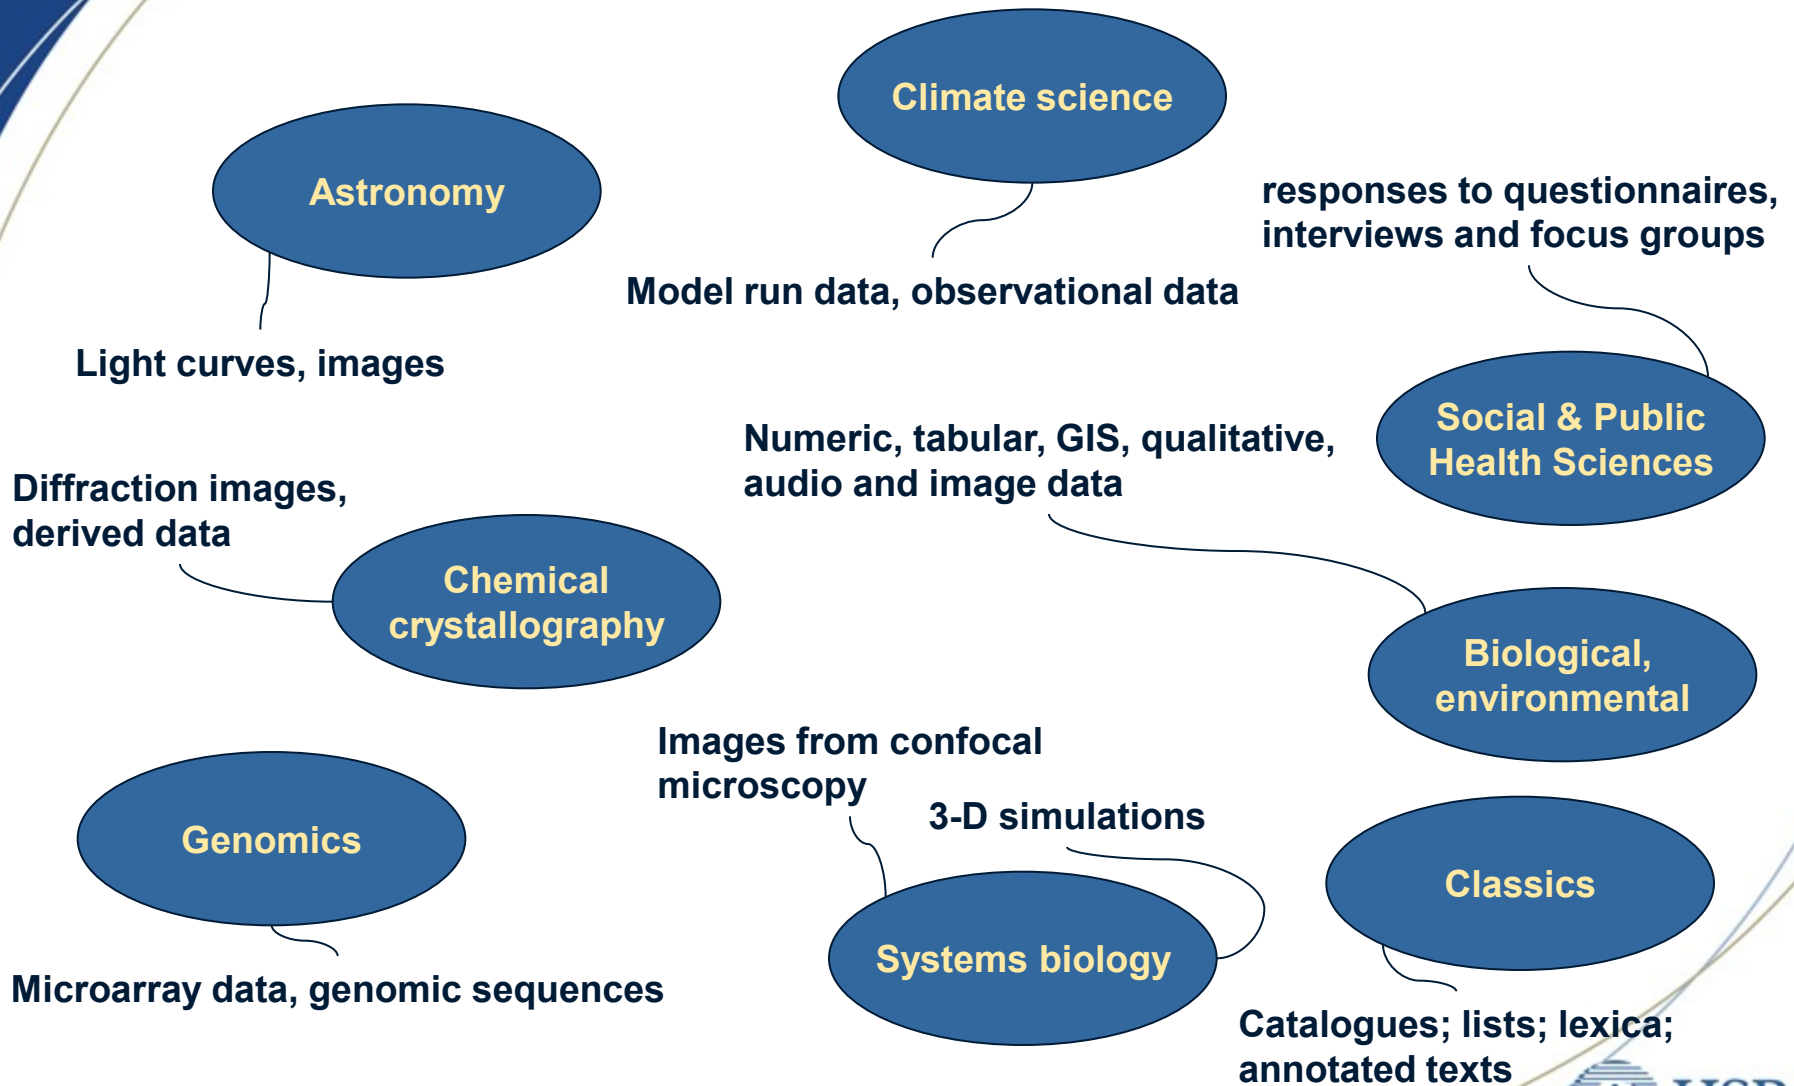 Climate science
Astronomy
responses to questionnaires,
interviews and focus groups
Model run data, observational data
Light curves, images
Social & Public
Health Sciences
Numeric, tabular, GIS, qualitative,
audio and image data
Diffraction images,
derived data
Chemical
crystallography
Biological,
environmental
Images from confocal
microscopy
3-D simulations
Genomics
Classics
Systems biology
Microarray data, genomic sequences
Catalogues; lists; lexica;
annotated texts